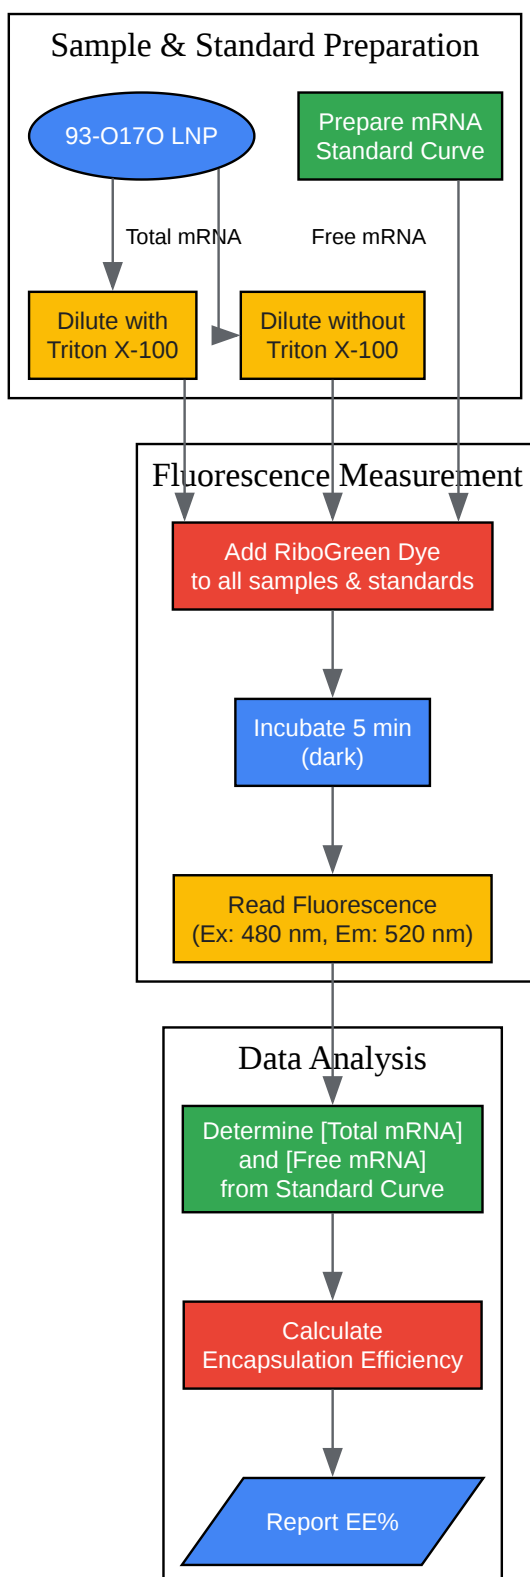 Sample & Standard Preparation
93-O17O LNP
Prepare mRNA
Standard Curve
Total mRNA
Free mRNA
Dilute with
Triton X-100
Dilute without
Triton X-100
Fluorescence Measurement
Add RiboGreen Dye
to all samples & standards
Incubate 5 min
(dark)
Read Fluorescence
(Ex: 480 nm, Em: 520 nm)
Data Analysis
Determine [Total mRNA]
and [Free mRNA]
from Standard Curve
Calculate
Encapsulation Efficiency
Report EE%